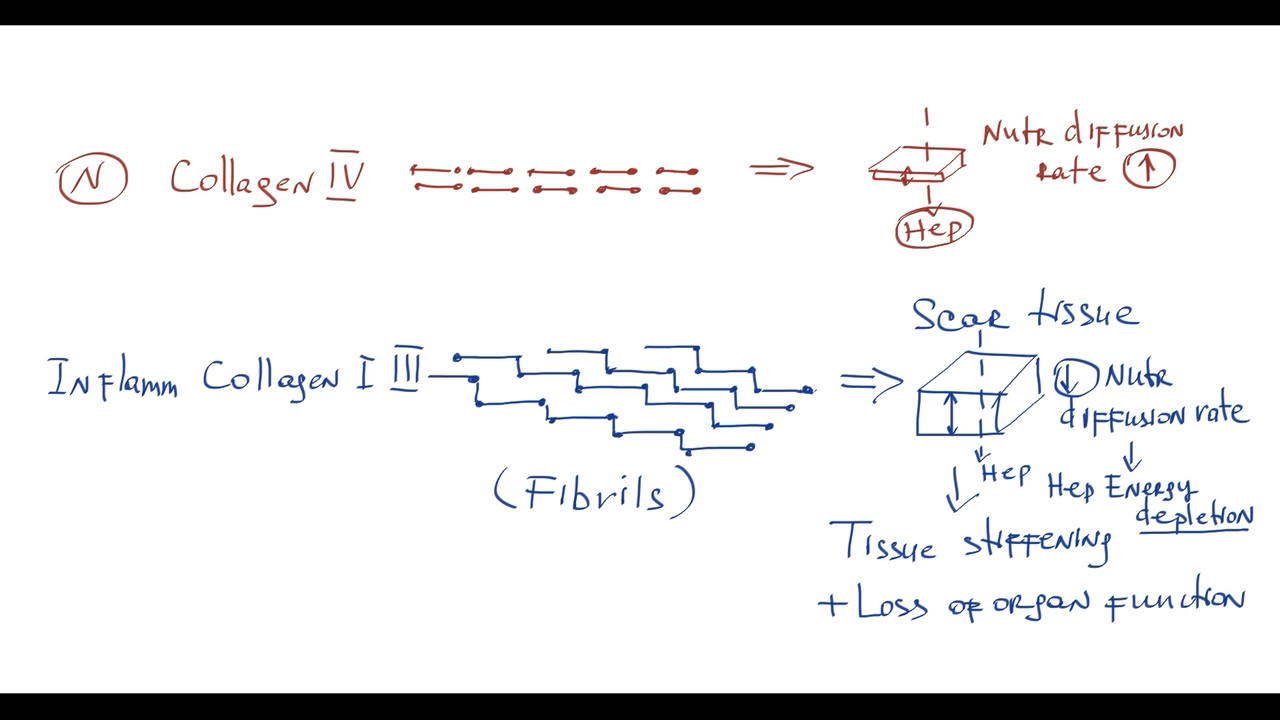 N Collagen IV
Nutr diffusion
rate ↑
Hep
Scar tissue
Inflamm Collagen I III
(Fibrils)
↓ Nutr
diffusion rate
Hep
Hep Energy
depletion
Tissue stiffening
+ Loss of organ function